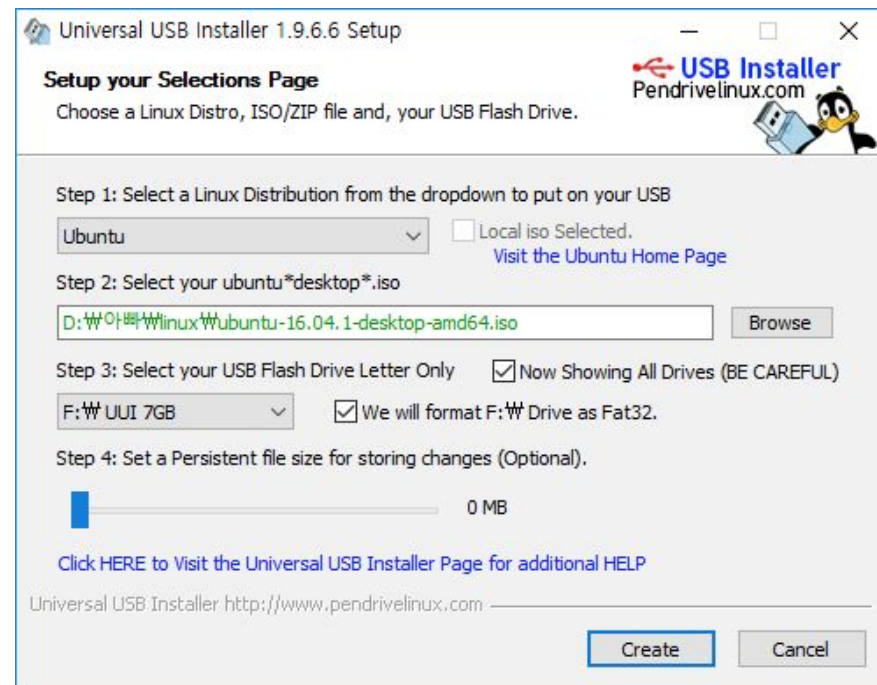 Universal USB Installer 1.9.6.6 Setup
Setup your Selections Page
Choose a Linux Distro, ISO/ZIP file and, your USB Flash Drive.
USB Installer
Pendrivelinux.com
Step 1: Select a Linux Distribution from the dropdown to put on your USB
Ubuntu
Local iso Selected.
Visit the Ubuntu Home Page
Step 2: Select your ubuntu*desktop*.iso
D:₩아빠₩linux₩ubuntu-16.04.1-desktop-amd64.iso
Browse
Step 3: Select your USB Flash Drive Letter Only
Now Showing All Drives (BE CAREFUL)
F:₩ UUI 7GB
We will format F:₩ Drive as Fat32.
Step 4: Set a Persistent file size for storing changes (Optional).
0 MB
Click HERE to Visit the Universal USB Installer Page for additional HELP
Universal USB Installer http://www.pendrivelinux.com
Create
Cancel